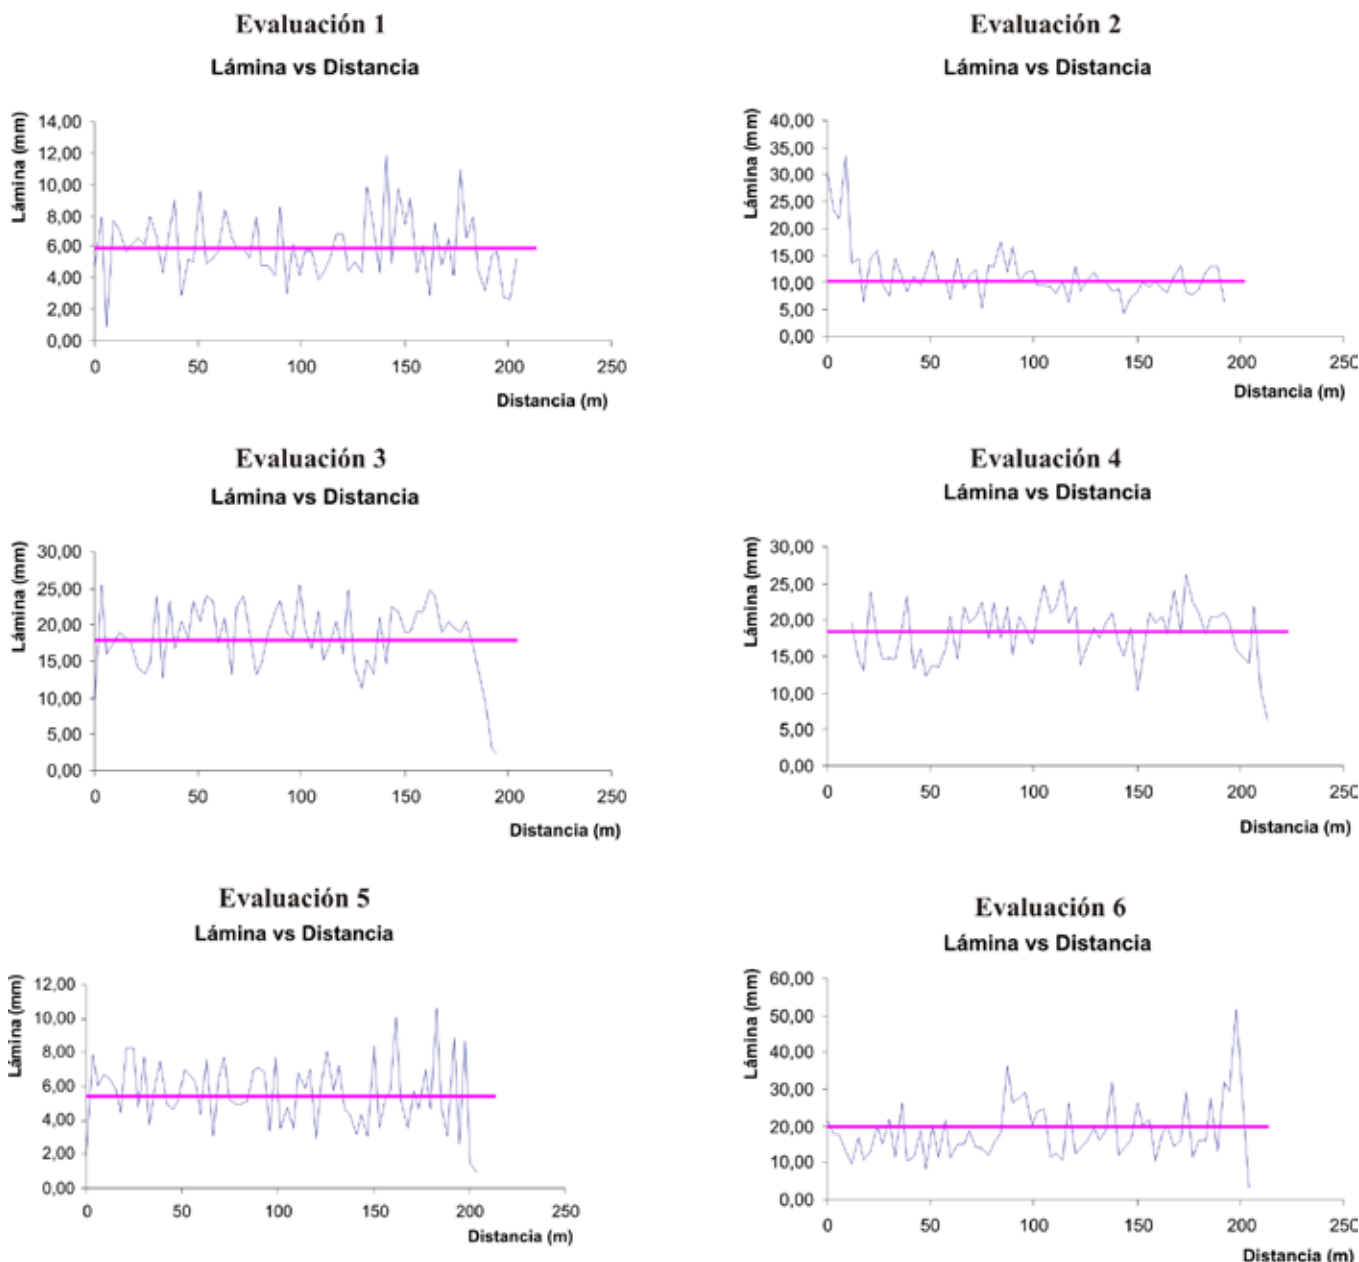 Evaluación 1
Lámina vs Distancia
Lámina (mm)
14,00
12,00
10,00
8,00
6,00
4,00
2,00
0,00
0 50 100 150 200 250
Distancia (m)
Evaluación 2
Lámina vs Distancia
Lámina (mm)
40,00
35,00
30,00
25,00
20,00
15,00
10,00
5,00
0,00
0 50 100 150 200 250
Distancia (m)
Evaluación 3
Lámina vs Distancia
Lámina (mm)
30,00
25,00
20,00
15,00
10,00
5,00
0,00
0 50 100 150 200 250
Distancia (m)
Evaluación 4
Lámina vs Distancia
Lámina (mm)
30,00
25,00
20,00
15,00
10,00
5,00
0,00
0 50 100 150 200 250
Distancia (m)
Evaluación 5
Lámina vs Distancia
Lámina (mm)
12,00
10,00
8,00
6,00
4,00
2,00
0,00
0 50 100 150 200 250
Distancia (m)
Evaluación 6
Lámina vs Distancia
Lámina (mm)
60,00
50,00
40,00
30,00
20,00
10,00
0,00
0 50 100 150 200 250
Distancia (m)